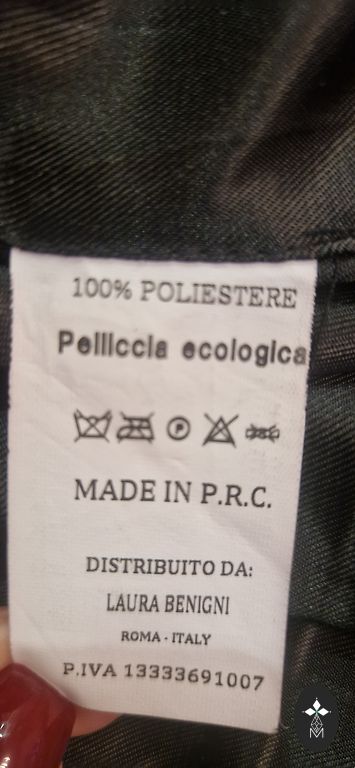 100% POLIESTERE
Pelliccia ecologica
P
MADE IN P.R.C.
DISTRIBUITO DA:
LAURA BENIGNI
ROMA - ITALY
P.IVA 13333691007
M